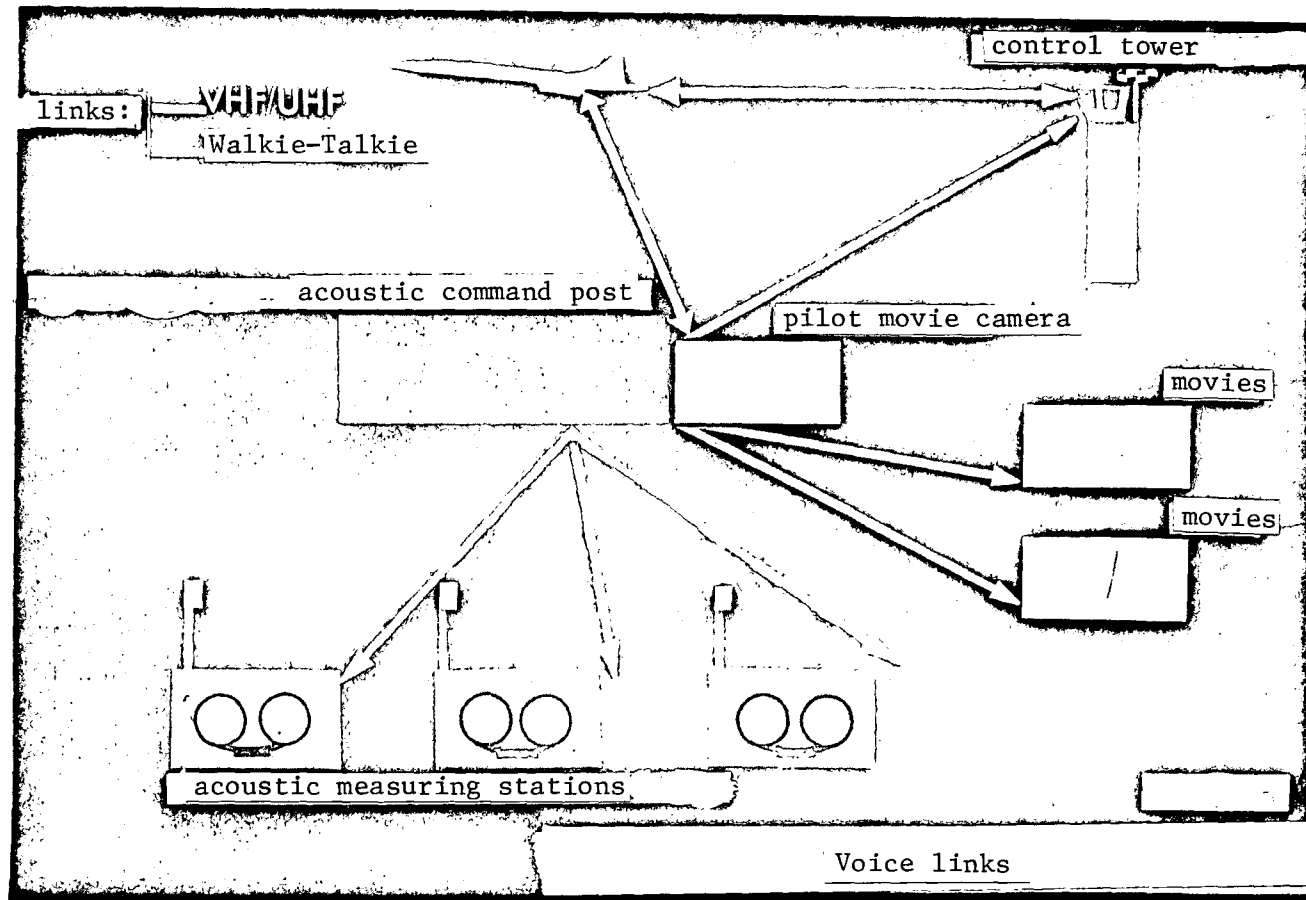 control tower
links:
VHF/UHF
Walkie-Talkie
acoustic command post
pilot movie camera
movies
movies
acoustic measuring stations
Voice links